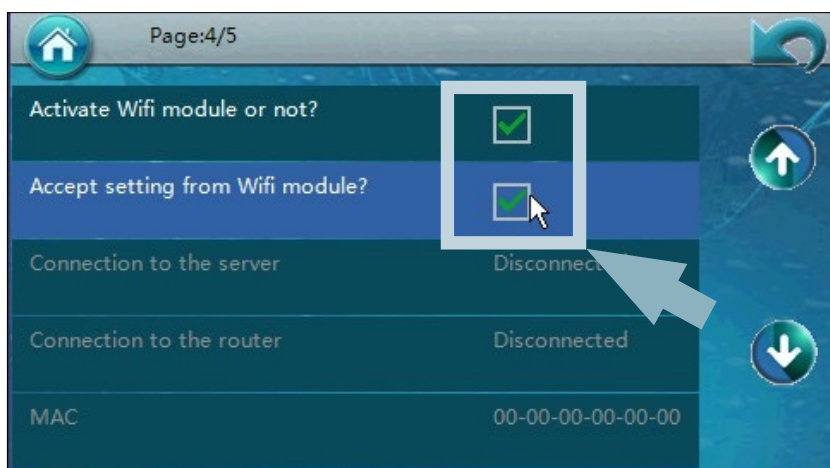 Page:4/5
Activate Wifi module or not?
Accept setting from Wifi module?
Connection to the server Disconnected
Connection to the router Disconnected
MAC 00-00-00-00-00-00